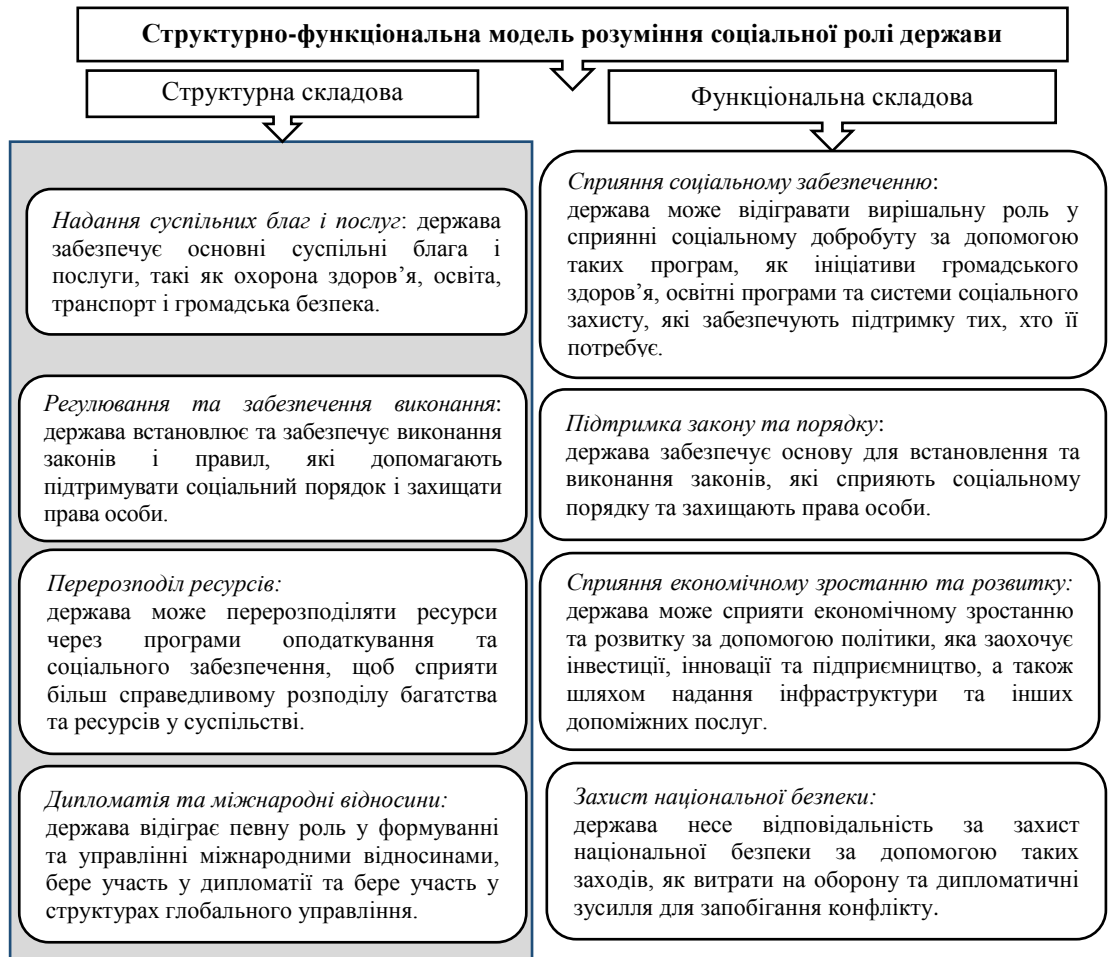 Структурно-функціональна модель розуміння соціальної ролі держави
Структурна складова
Функціональна складова
Надання суспільних благ і послуг: держава
забезпечує основні суспільні блага і
послуги, такі як охорона здоров’я, освіта,
транспорт і громадська безпека.
Регулювання та забезпечення виконання:
держава встановлює та забезпечує виконання
законів і правил, які допомагають
підтримувати соціальний порядок і захищати
права особи.
Перерозподіл ресурсів:
держава може перерозподіляти ресурси
через програми оподаткування та
соціального забезпечення, щоб сприяти
більш справедливому розподілу багатства
та ресурсів у суспільстві.
Дипломатія та міжнародні відносини:
держава відіграє певну роль у формуванні
та управлінні міжнародними відносинами,
бере участь у дипломатії та бере участь у
структурах глобального управління.
Сприяння соціальному забезпеченню:
держава може відігравати вирішальну роль у
сприянні соціальному добробуту за допомогою
таких програм, як ініціативи громадського
здоров’я, освітні програми та системи соціального
захисту, які забезпечують підтримку тих, хто її
потребує.
Підтримка закону та порядку:
держава забезпечує основу для встановлення та
виконання законів, які сприяють соціальному
порядку та захищають права особи.
Сприяння економічному зростанню та розвитку:
держава може сприяти економічному зростанню
та розвитку за допомогою політики, яка заохочує
інвестиції, інновації та підприємництво, а також
шляхом надання інфраструктури та інших
допоміжних послуг.
Захист національної безпеки:
держава несе відповідальність за захист
національної безпеки за допомогою таких
заходів, як витрати на оборону та дипломатичні
зусилля для запобігання конфлікту.